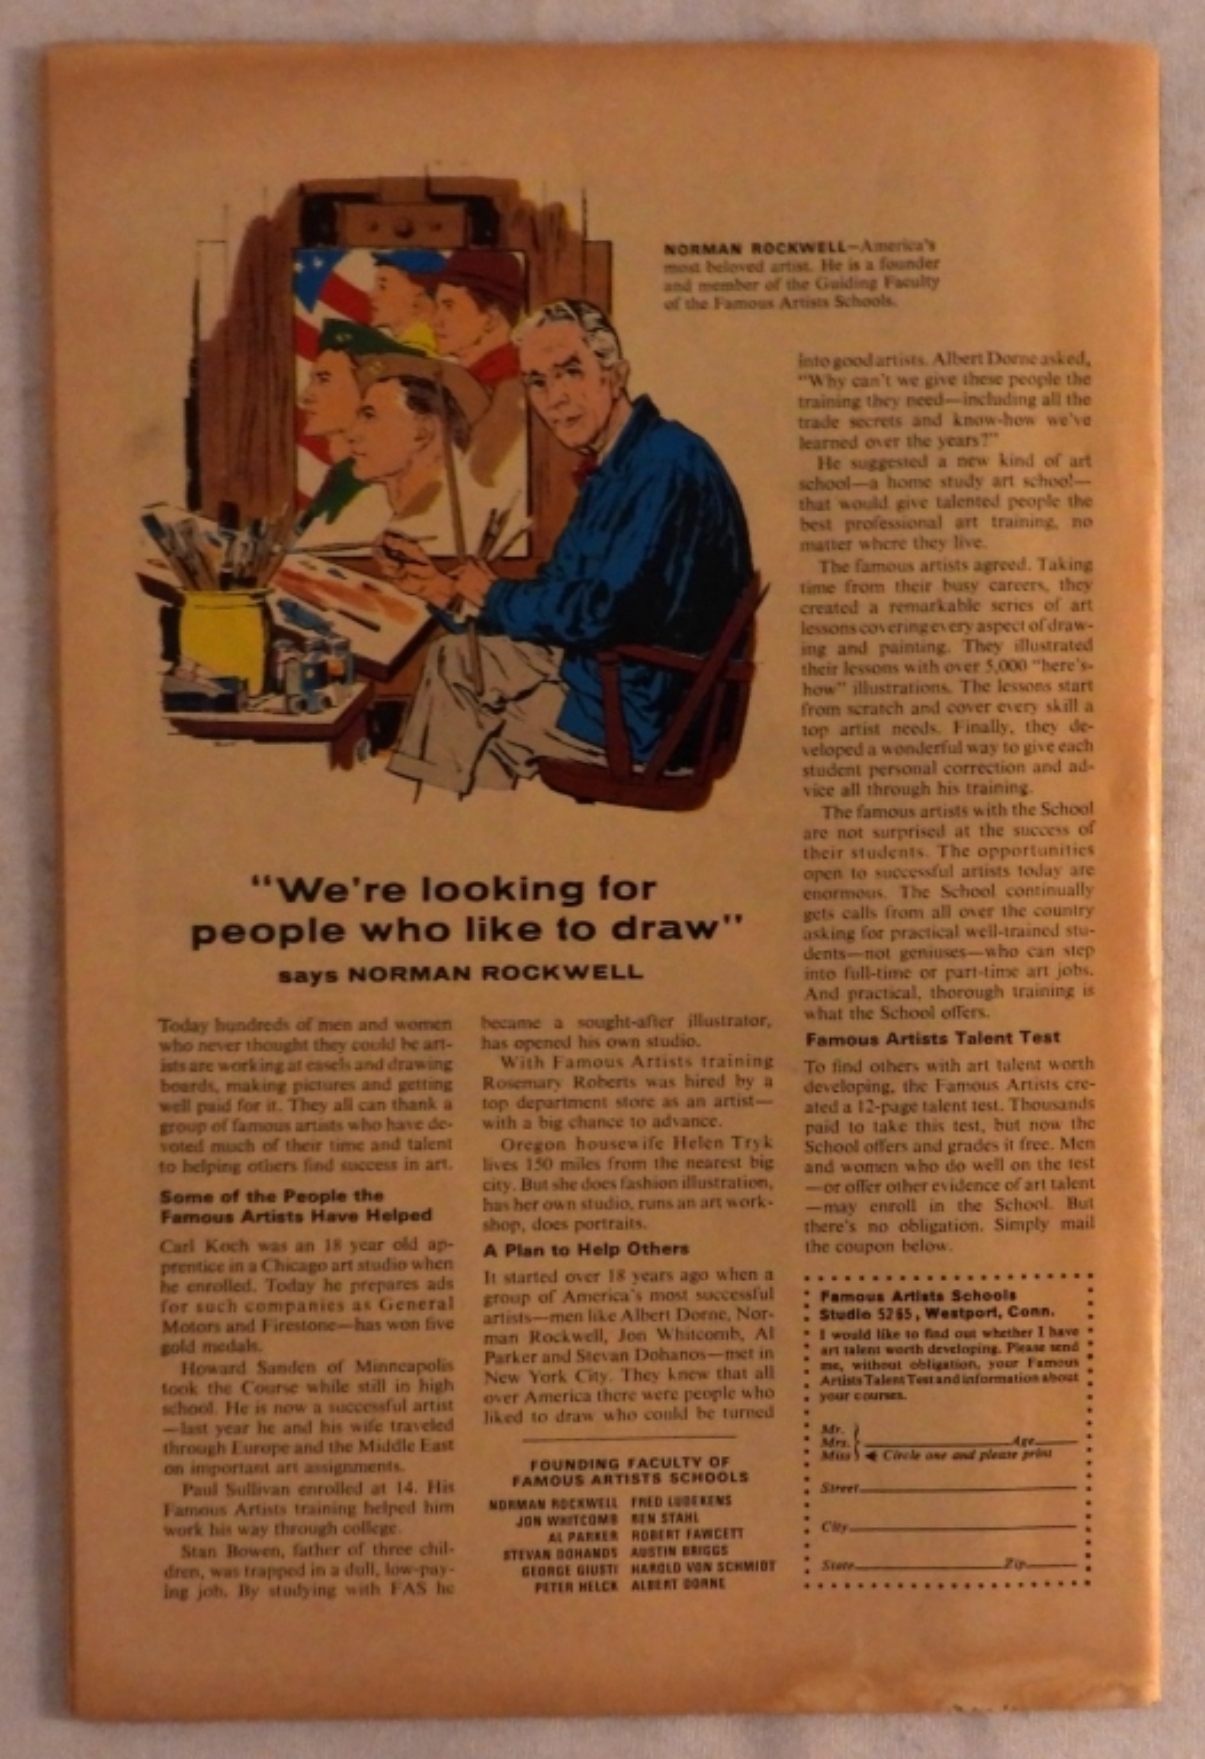 NORMAN ROCKWELL—America's
most beloved artist. He is a founder
and member of the Guiding Faculty
of the Famous Artists Schools.
"We're looking for
people who like to draw"
says NORMAN ROCKWELL
Today hundreds of men and women
who never thought they could be art-
ists are working at easels and drawing
boards, making pictures and getting
well paid for it. They all can thank a
group of famous artists who have de-
voted much of their time and talent
to helping others find success in art.
Some of the People the
Famous Artists Have Helped
Carl Koch was an 18 year old ap-
prentice in a Chicago art studio when
he enrolled. Today he prepares ads
for such companies as General
Motors and Firestone—has won five
gold medals.
Howard Sanden of Minneapolis
took the Course while still in high
school. He is now a successful artist
—last year he and his wife traveled
through Europe and the Middle East
on important art assignments.
Paul Sullivan enrolled at 14. His
Famous Artists training helped him
work his way through college.
Stan Bowen, father of three chil-
dren, was trapped in a dull, low-pay-
ing job. By studying with FAS he
became a sought-after illustrator,
has opened his own studio.
With Famous Artists training
Rosemary Roberts was hired by a
top department store as an artist—
with a big chance to advance.
Oregon housewife Helen Tryk
lives 150 miles from the nearest big
city. But she does fashion illustration,
has her own studio, runs an art work-
shop, does portraits.
A Plan to Help Others
It started over 18 years ago when a
group of America's most successful
artists—men like Albert Dorne, Nor-
man Rockwell, Jon Whitcomb, Al
Parker and Stevan Dohanos—met in
New York City. They knew that all
over America there were people who
liked to draw who could be turned
into good artists. Albert Dorne asked,
"Why can't we give these people the
training they need—including all the
trade secrets and know-how we've
learned over the years?"
He suggested a new kind of art
school—a home study art school—
that would give talented people the
best professional art training, no
matter where they live.
The famous artists agreed. Taking
time from their busy careers, they
created a remarkable series of art
lessons covering every aspect of draw-
ing and painting. They illustrated
their lessons with over 5,000 "here's-
how" illustrations. The lessons start
from scratch and cover every skill a
top artist needs. Finally, they de-
veloped a wonderful way to give each
student personal correction and ad-
vice all through his training.
The famous artists with the School
are not surprised at the success of
their students. The opportunities
open to successful artists today are
enormous. The School continually
gets calls from all over the country
asking for practical well-trained stu-
dents—not geniuses—who can step
into full-time or part-time art jobs.
And practical, thorough training is
what the School offers.
Famous Artists Talent Test
To find others with art talent worth
developing, the Famous Artists cre-
ated a 12-page talent test. Thousands
paid to take this test, but now the
School offers and grades it free. Men
and women who do well on the test
—or offer other evidence of art talent
—may enroll in the School. But
there's no obligation. Simply mail
the coupon below.
FOUNDING FACULTY OF
FAMOUS ARTISTS SCHOOLS
NORMAN ROCKWELL FRED LUDEKENS
JON WHITCOMB BEN STAHL
AL PARKER ROBERT FAWCETT
STEVAN DOHANOS AUSTIN BRIGGS
GEORGE GIUSTI HAROLD VON SCHMIDT
PETER HELCK ALBERT DORNE
Famous Artists Schools
Studio 5265, Westport, Conn.
I would like to find out whether I have
art talent worth developing. Please send
me, without obligation, your Famous
Artists Talent Test and information about
your courses.
Mr.
Mrs. Age
Miss Circle one and please print
Street
City
State Zip